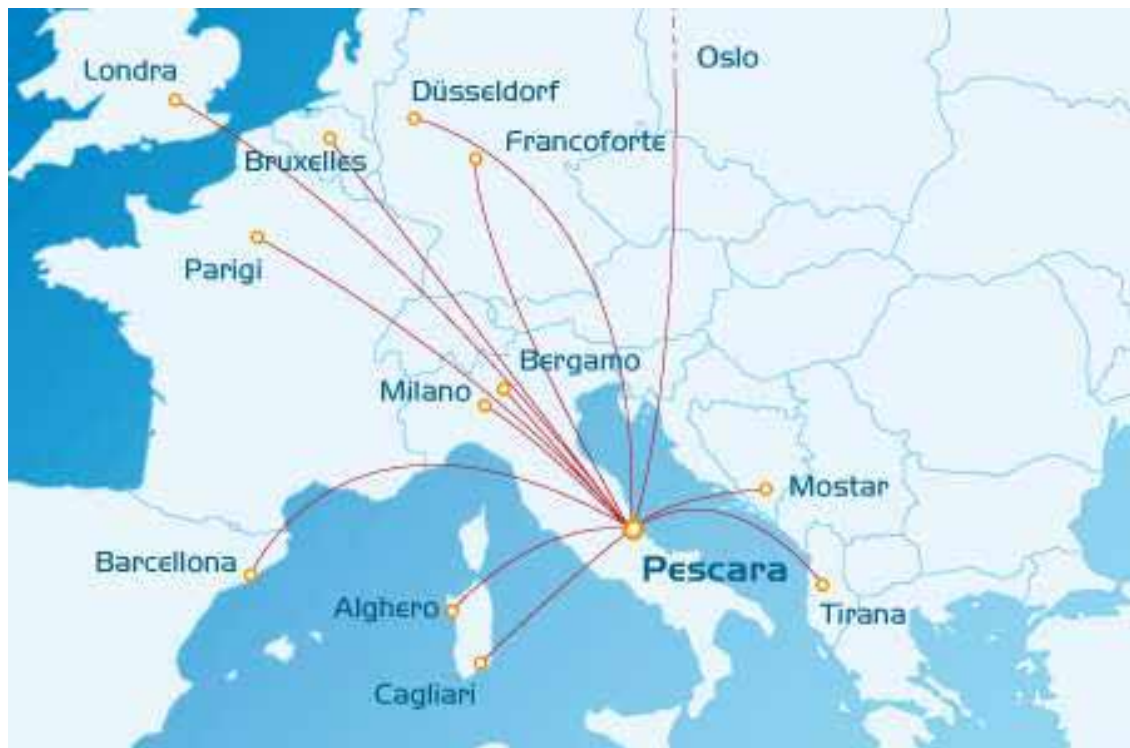 Oslo
Londra
Düsseldorf
Francoforte
Bruxelles
Parigi
Bergamo
Milano
Mostar
Barcellona
Pescara
Alghero
Tirana
Cagliari